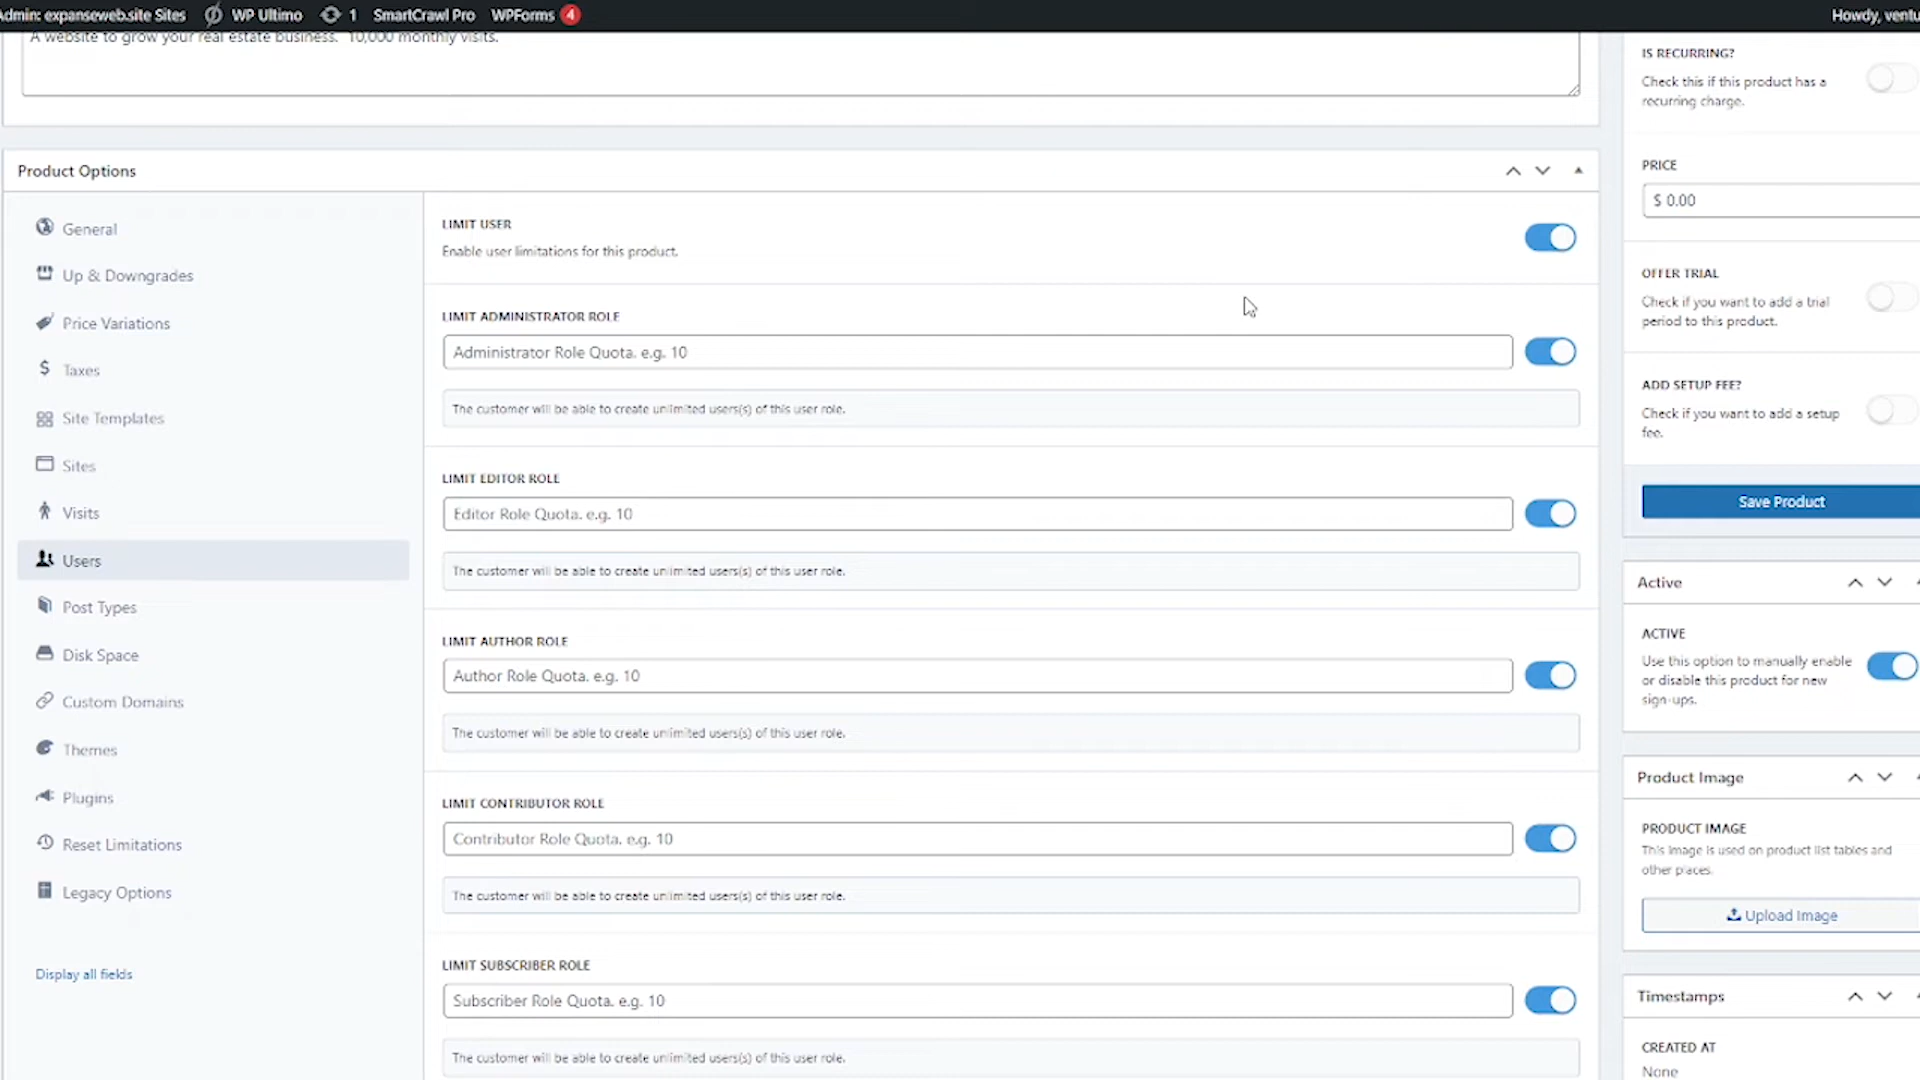 Admin: expanseweb.site Sites WP Ultimo 1 SmartCrawl Pro WPForms 4 Howdy, ventu
A website to grow your real estate business. 10,000 monthly visits.
Product Options
General
Up & Downgrades
Price Variations
Taxes
Site Templates
Sites
Visits
Users
Post Types
Disk Space
Custom Domains
Themes
Plugins
Reset Limitations
Legacy Options
Display all fields
LIMIT USER
Enable user limitations for this product.
LIMIT ADMINISTRATOR ROLE
Administrator Role Quota. e.g. 10
The customer will be able to create unlimited users(s) of this user role.
LIMIT EDITOR ROLE
Editor Role Quota. e.g. 10
The customer will be able to create unlimited users(s) of this user role.
LIMIT AUTHOR ROLE
Author Role Quota. e.g. 10
The customer will be able to create unlimited users(s) of this user role.
LIMIT CONTRIBUTOR ROLE
Contributor Role Quota. e.g. 10
The customer will be able to create unlimited users(s) of this user role.
LIMIT SUBSCRIBER ROLE
Subscriber Role Quota. e.g. 10
The customer will be able to create unlimited users(s) of this user role.
IS RECURRING?
Check this if this product has a
recurring charge.
PRICE
$ 0.00
OFFER TRIAL
Check if you want to add a trial
period to this product.
ADD SETUP FEE?
Check if you want to add a setup
fee.
Save Product
Active
ACTIVE
Use this option to manually enable
or disable this product for new
sign-ups.
Product Image
PRODUCT IMAGE
This image is used on product list tables and
other places.
Upload Image
Timestamps
CREATED AT
None